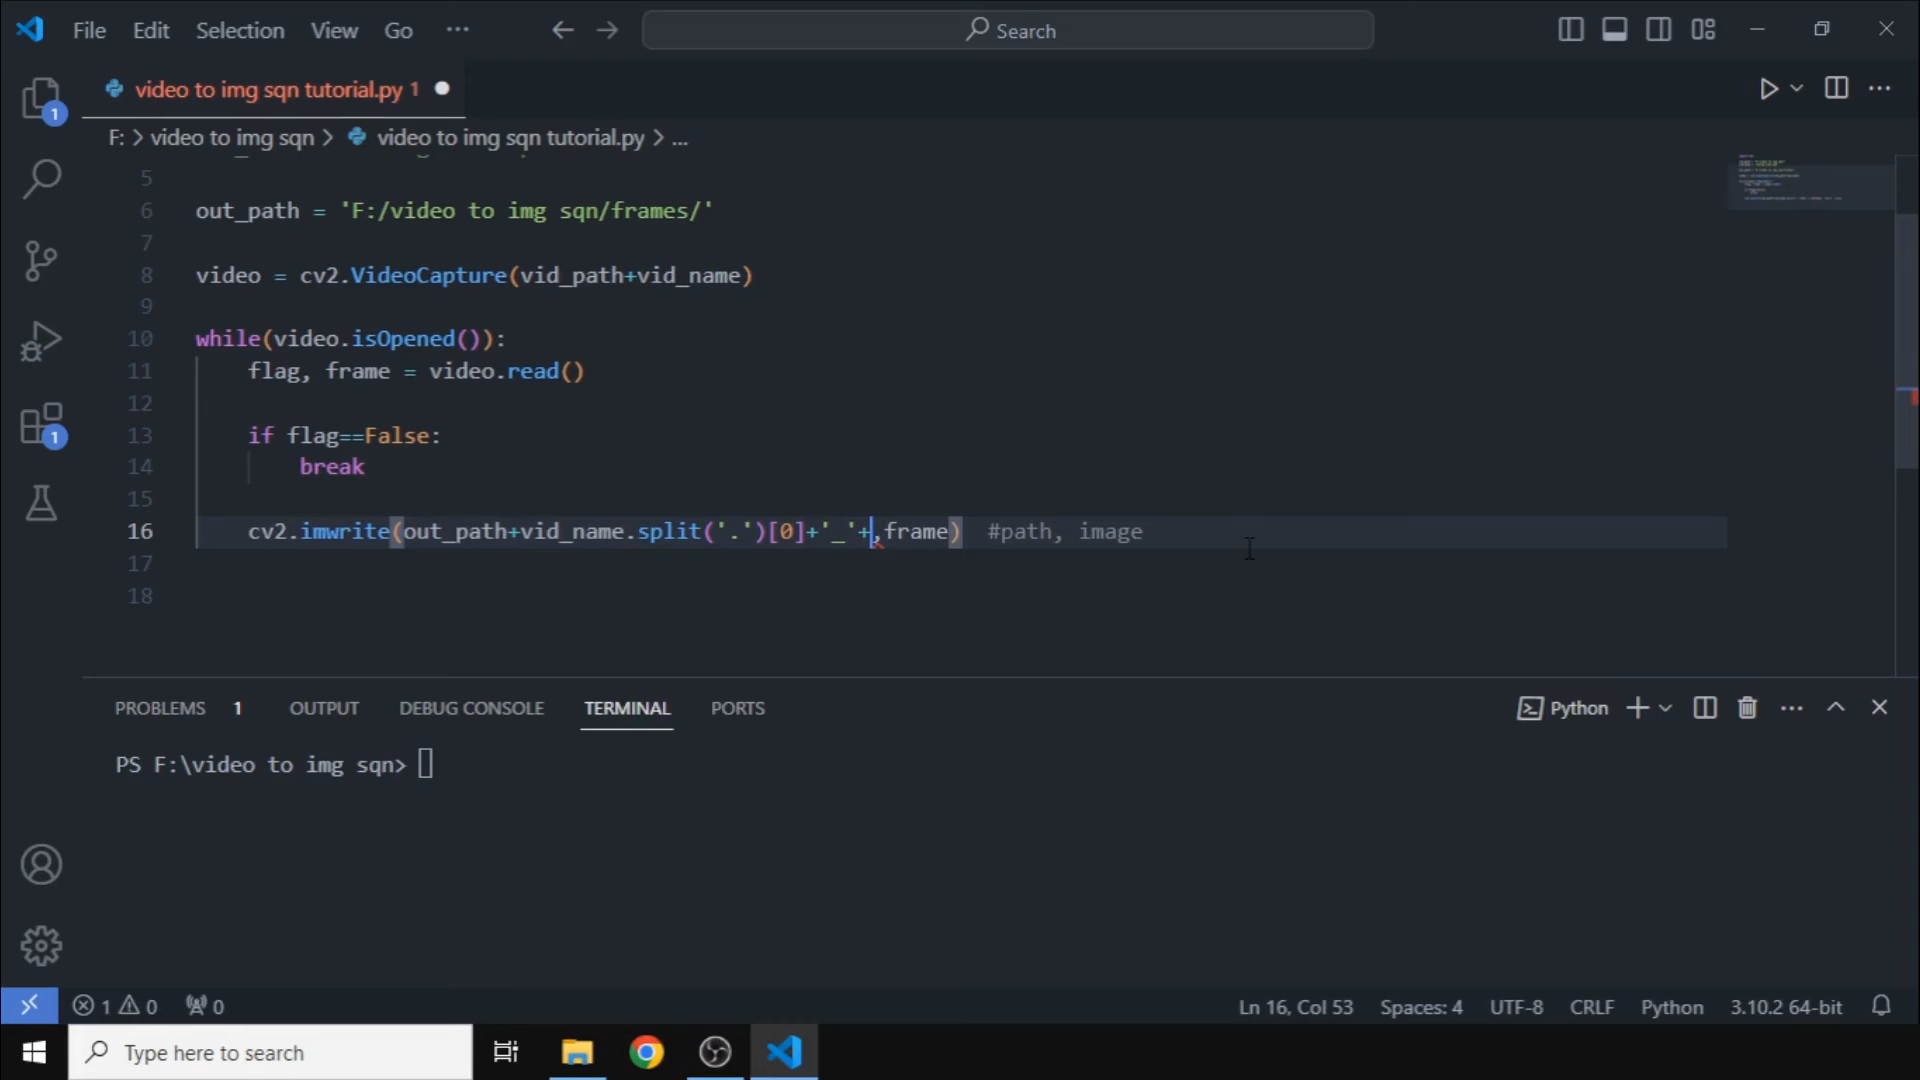 File Edit Selection View Go ··· Search
video to img sqn tutorial.py 1
1
F: > video to img sqn > video to img sqn tutorial.py > ...
5
6 out_path = 'F:/video to img sqn/frames/'
7
8 video = cv2.VideoCapture(vid_path+vid_name)
9
10 while(video.isOpened()):
11 flag, frame = video.read()
12
13 if flag==False:
14 break
15
16 cv2.imwrite(out_path+vid_name.split('.')[0]+'_'+,frame) #path, image
17
18
1
PROBLEMS 1 OUTPUT DEBUG CONSOLE TERMINAL PORTS Python
PS F:\video to img sqn>
1 0 0 Ln 16, Col 53 Spaces: 4 UTF-8 CRLF Python 3.10.2 64-bit
Type here to search